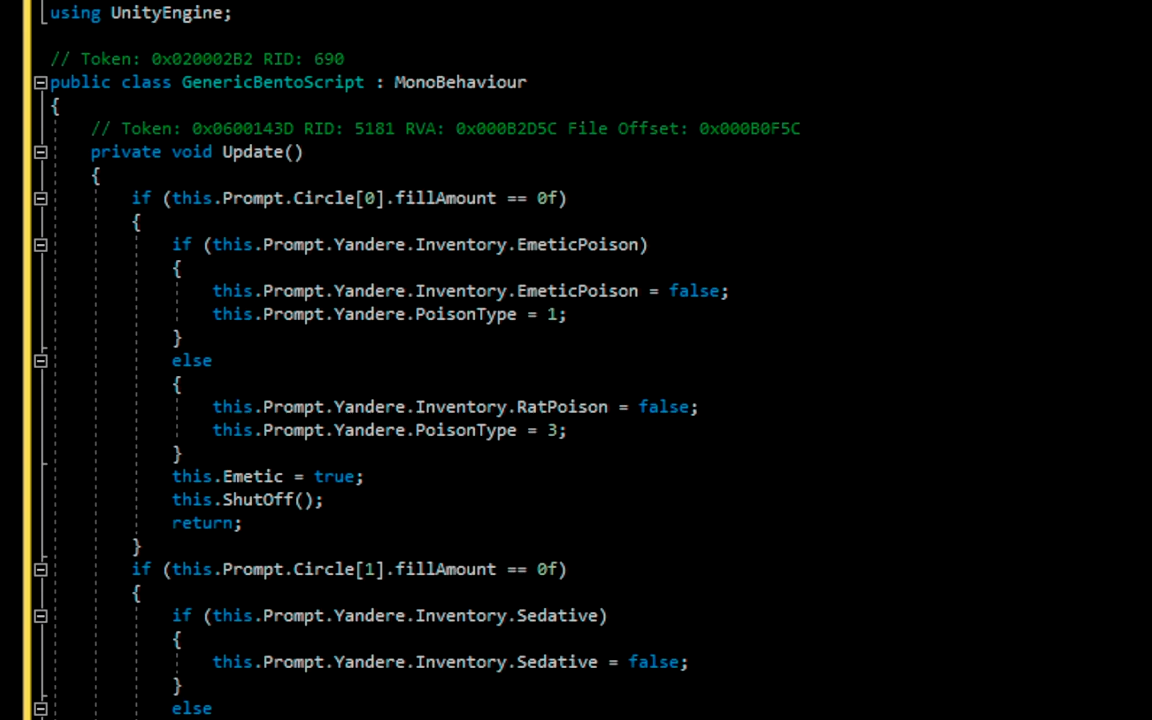 using UnityEngine;
// Token: 0x020002B2 RID: 690
public class GenericBentoScript : MonoBehaviour
{
// Token: 0x0600143D RID: 5181 RVA: 0x000B2D5C File Offset: 0x000B0F5C
private void Update()
{
if (this.Prompt.Circle[0].fillAmount == 0f)
{
if (this.Prompt.Yandere.Inventory.EmeticPoison)
{
this.Prompt.Yandere.Inventory.EmeticPoison = false;
this.Prompt.Yandere.PoisonType = 1;
}
else
{
this.Prompt.Yandere.Inventory.RatPoison = false;
this.Prompt.Yandere.PoisonType = 3;
}
this.Emetic = true;
this.ShutOff();
return;
}
if (this.Prompt.Circle[1].fillAmount == 0f)
{
if (this.Prompt.Yandere.Inventory.Sedative)
{
this.Prompt.Yandere.Inventory.Sedative = false;
}
else